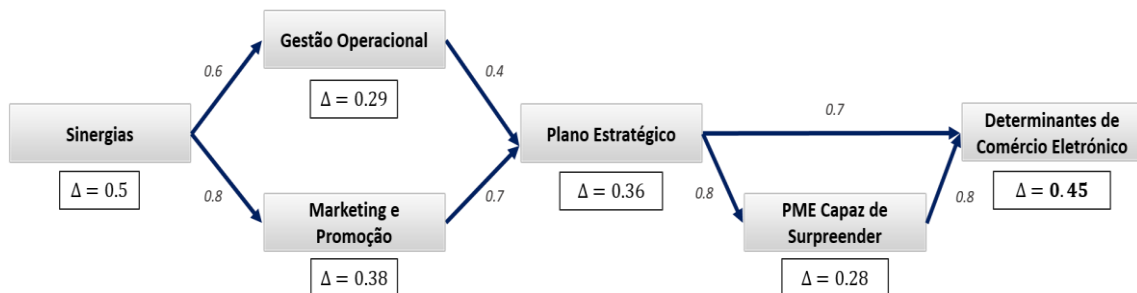 Gestão Operacional
Δ = 0.29
0.6
0.4
Sinergias
Δ = 0.5
0.8
Marketing e
Promoção
Δ = 0.38
0.7
Plano Estratégico
Δ = 0.36
0.7
0.8
PME Capaz de
Surpreender
Δ = 0.28
0.8
Determinantes de
Comércio Eletrónico
Δ = 0.45